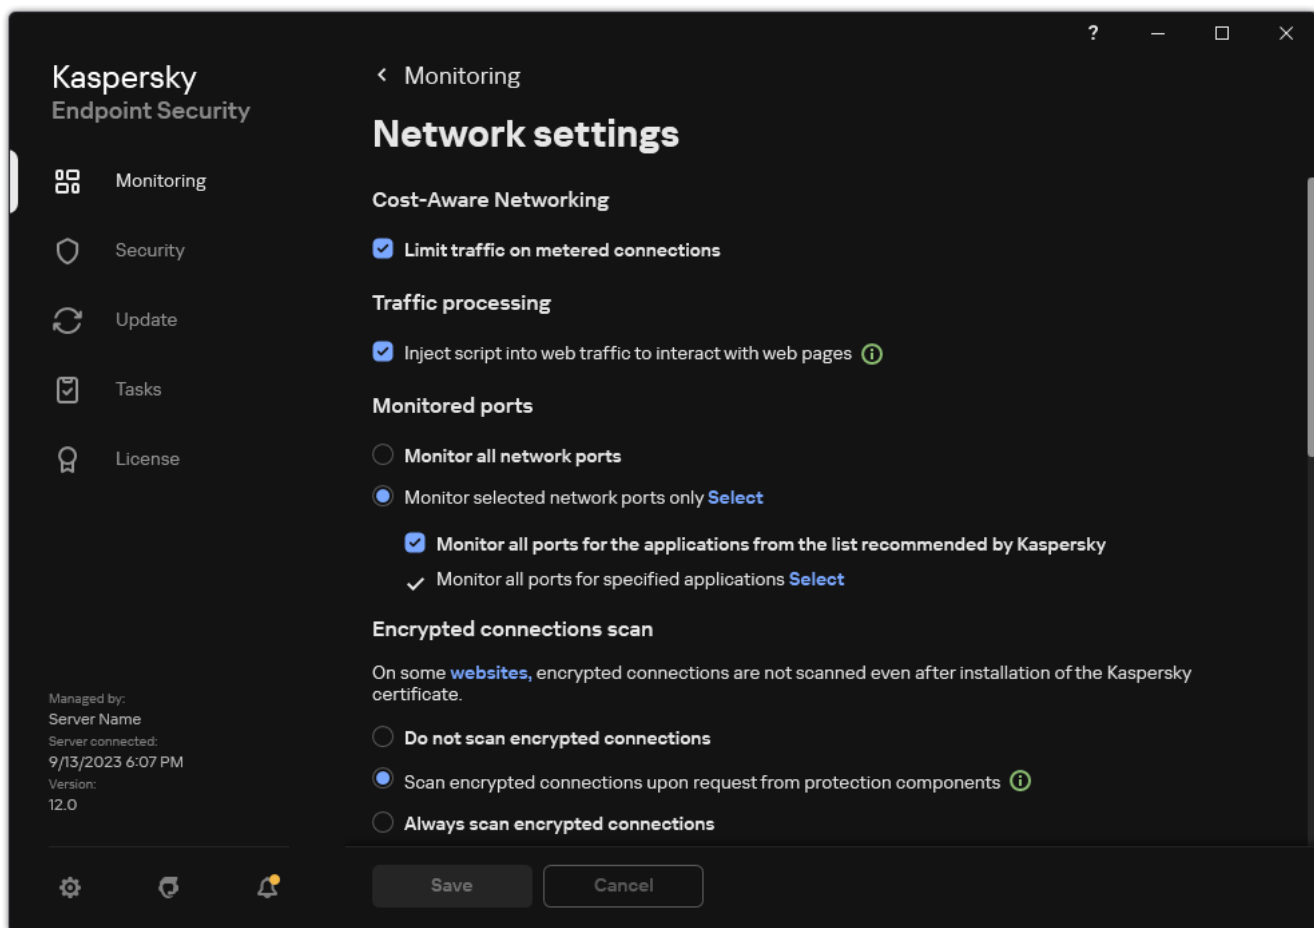 ?
Kaspersky
Endpoint Security
Monitoring
Security
Update
Tasks
License
Managed by:
Server Name
Server connected:
9/13/2023 6:07 PM
Version:
12.0
Monitoring
Network settings
Cost-Aware Networking
Limit traffic on metered connections
Traffic processing
Inject script into web traffic to interact with web pages
Monitored ports
Monitor all network ports
Monitor selected network ports only Select
Monitor all ports for the applications from the list recommended by Kaspersky
Monitor all ports for specified applications Select
Encrypted connections scan
On some websites, encrypted connections are not scanned even after installation of the Kaspersky
certificate.
Do not scan encrypted connections
Scan encrypted connections upon request from protection components
Always scan encrypted connections
Save
Cancel